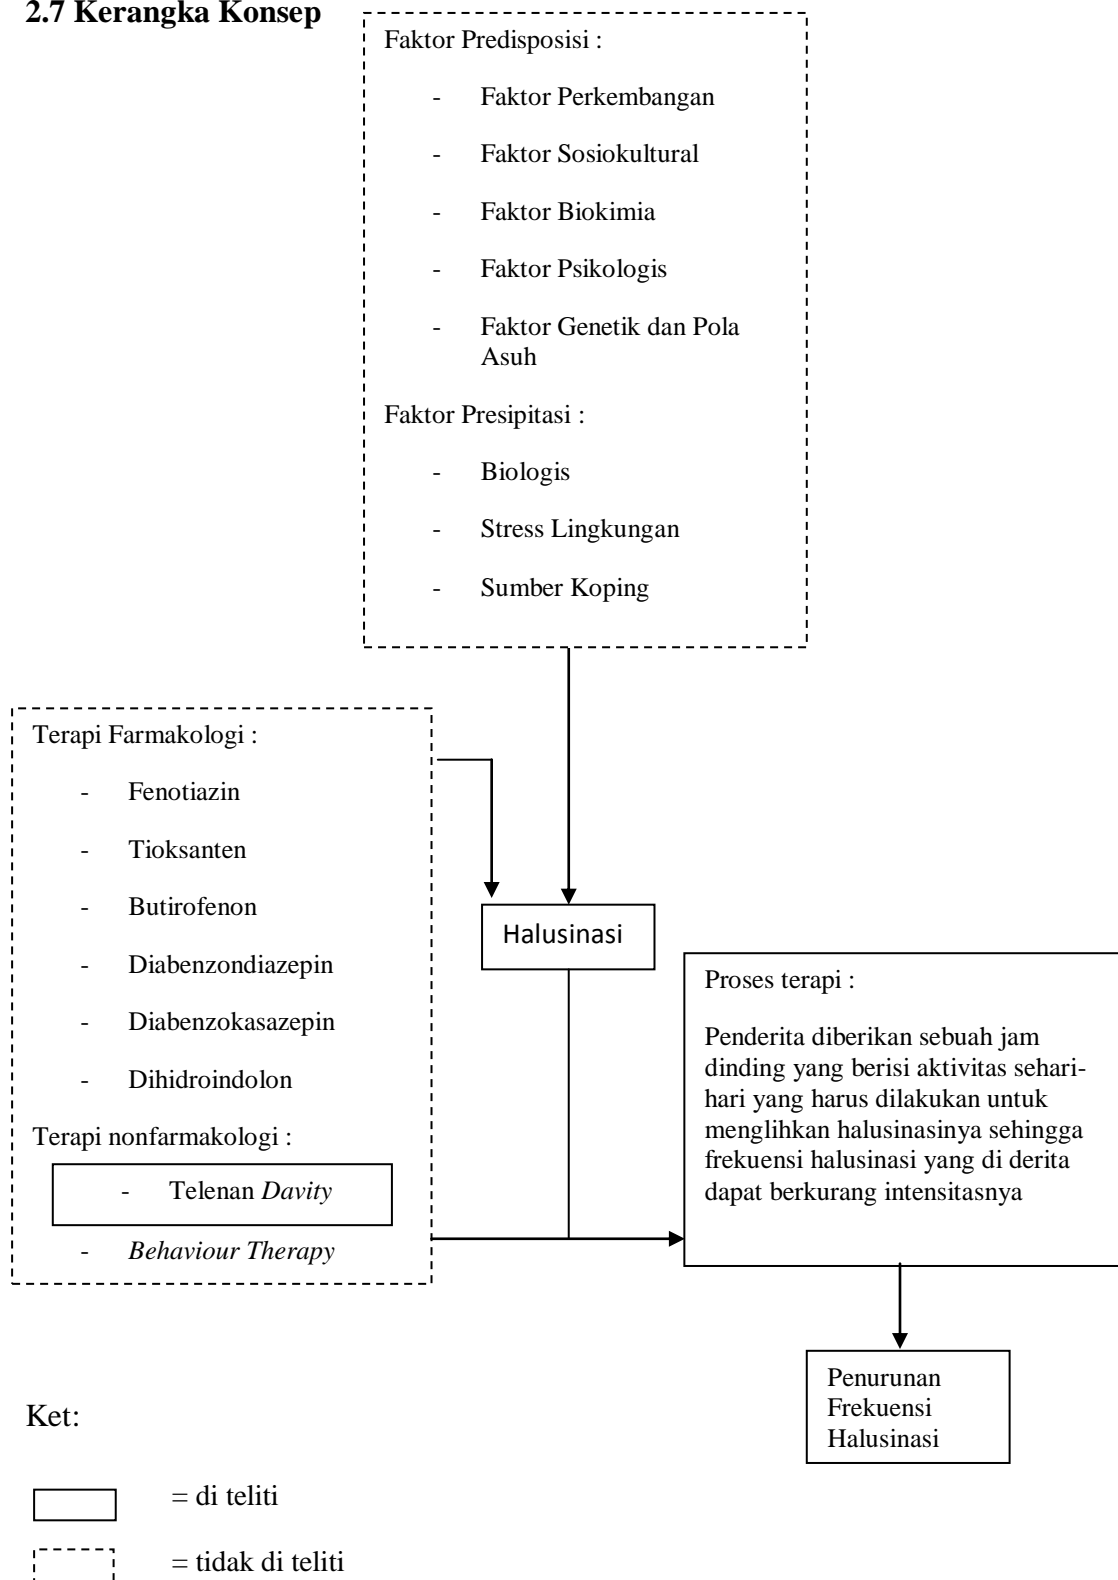 2.7 Kerangka Konsep
Faktor Predisposisi :
- Faktor Perkembangan
- Faktor Sosiokultural
- Faktor Biokimia
- Faktor Psikologis
- Faktor Genetik dan Pola
Asuh
Faktor Presipitasi :
- Biologis
- Stress Lingkungan
- Sumber Koping
Terapi Farmakologi :
- Fenotiazin
- Tioksanten
- Butirofenon
- Diabenzondiazepin
- Diabenzokasazepin
- Dihidroindolon
Terapi nonfarmakologi :
- Telenan Davity
- Behaviour Therapy
Halusinasi
Proses terapi :
Penderita diberikan sebuah jam
dinding yang berisi aktivitas sehari-
hari yang harus dilakukan untuk
menglihkan halusinasinya sehingga
frekuensi halusinasi yang di derita
dapat berkurang intensitasnya
Penurunan
Frekuensi
Halusinasi
Ket:
= di teliti
= tidak di teliti